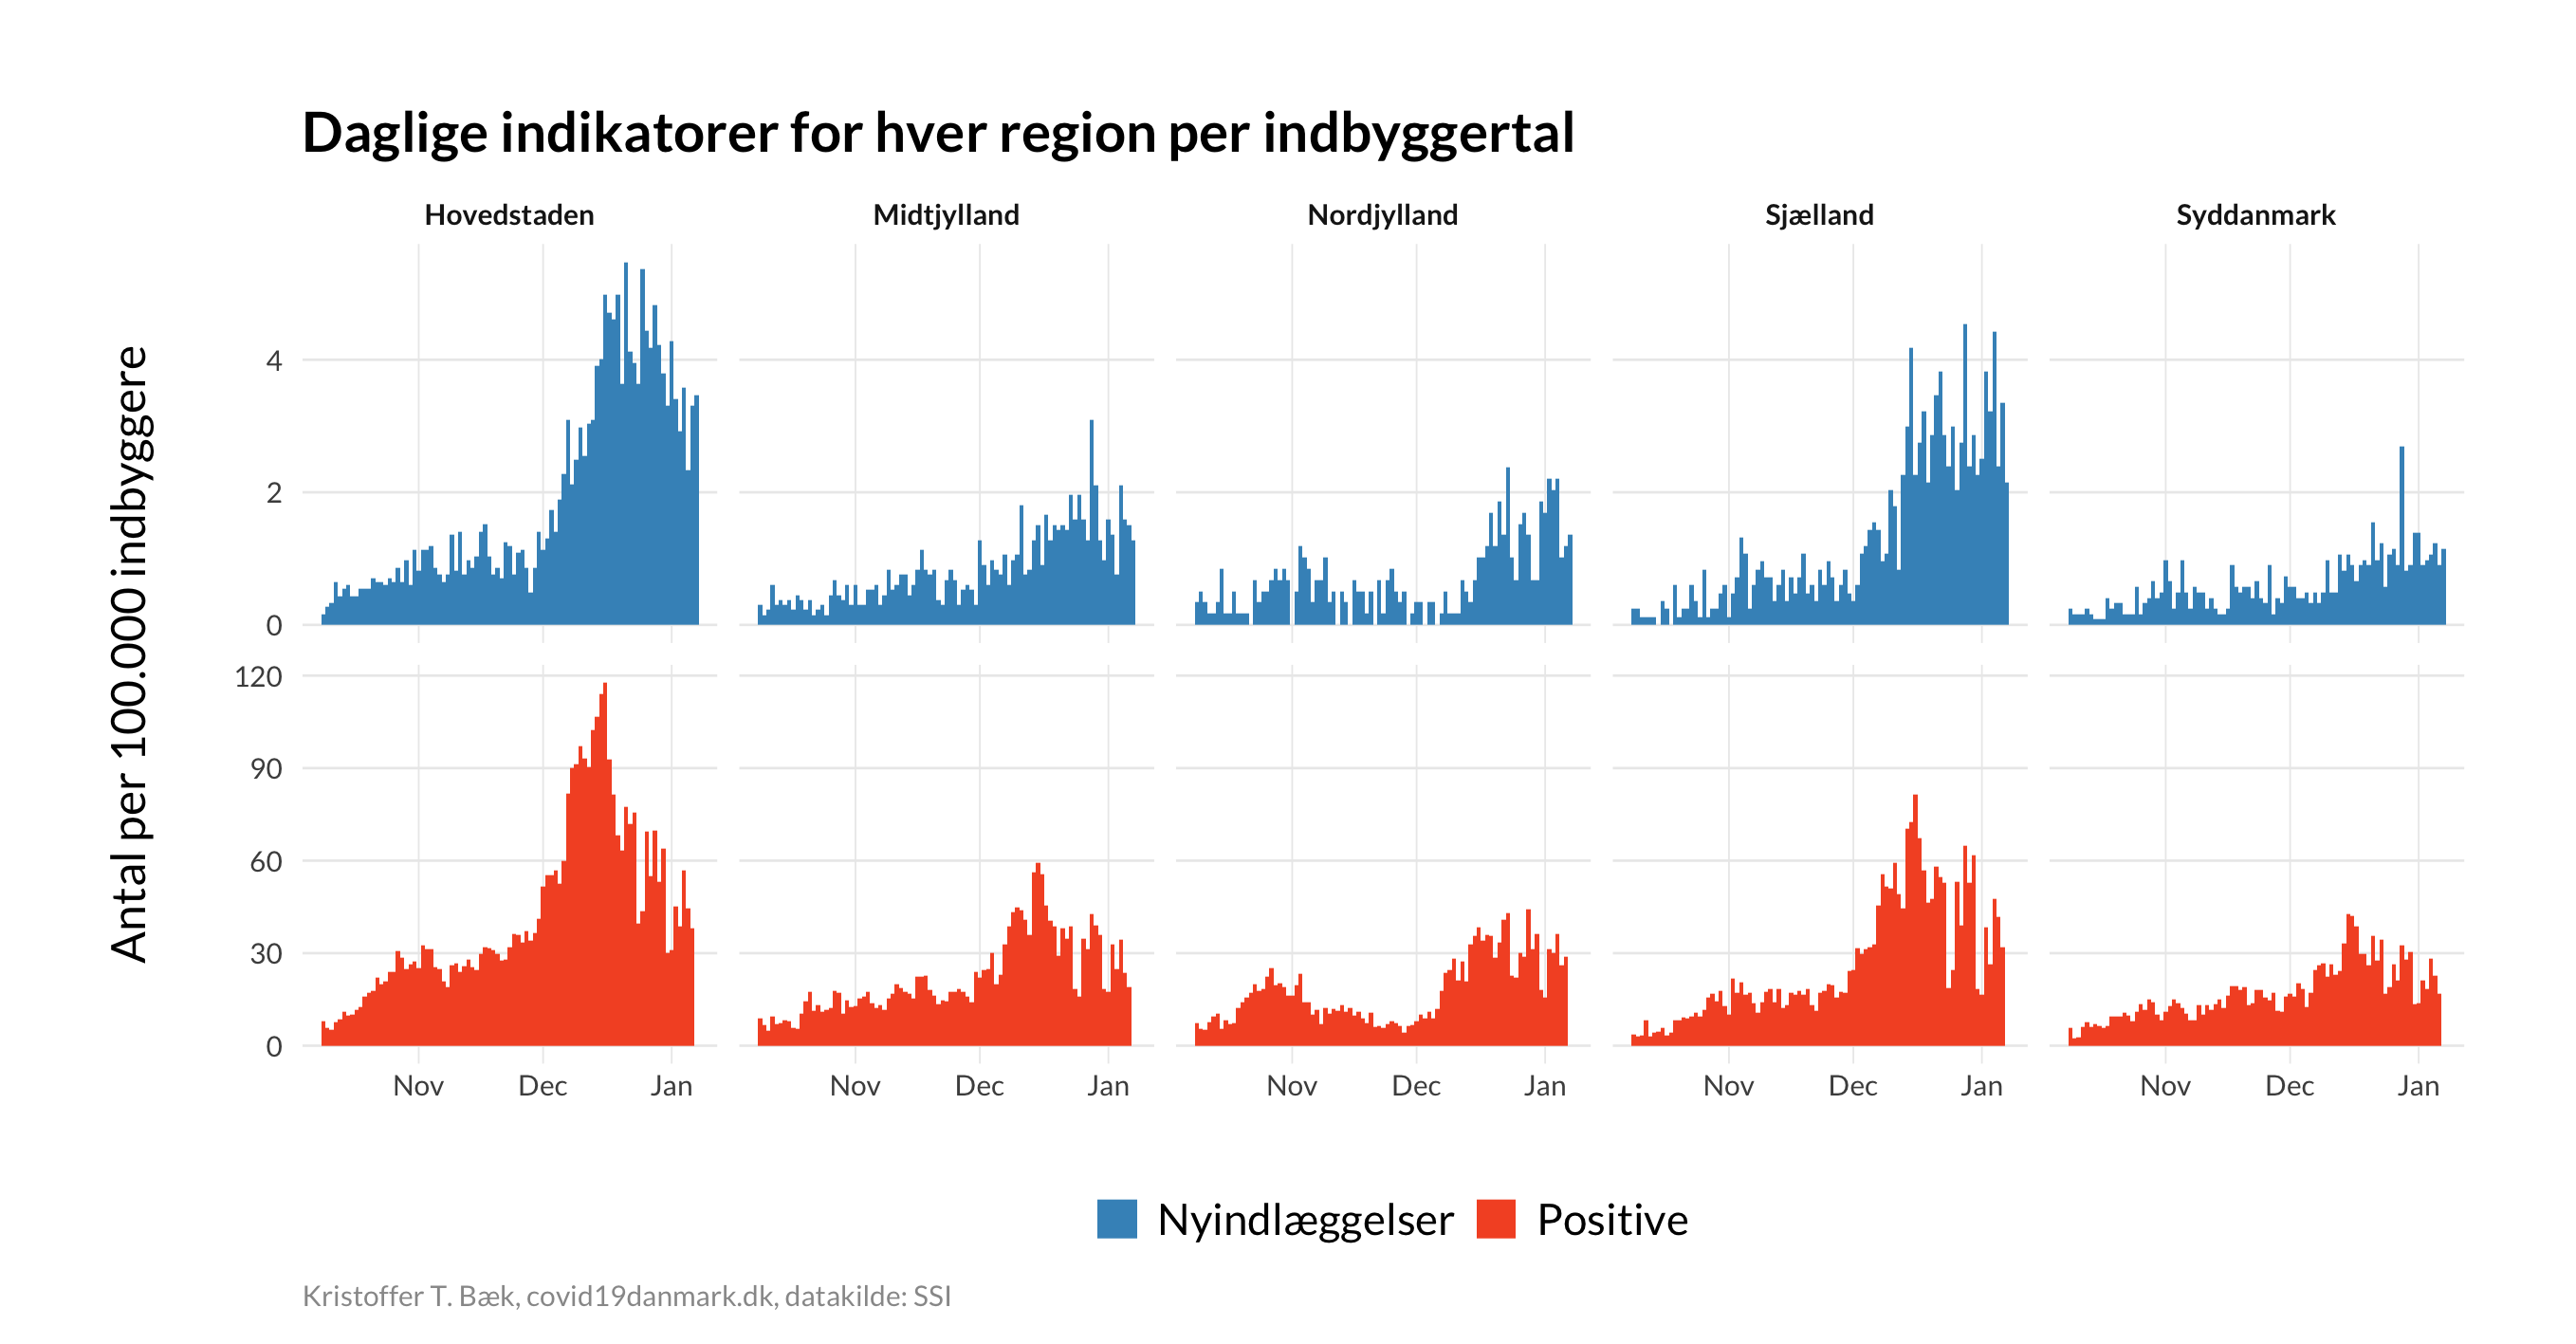 Daglige indikatorer for hver region per indbyggertal
Hovedstaden Midtjylland Nordjylland Sjælland Syddanmark
Antal per 100.000 indbyggere
4
2
0
120
90
60
30
0
Nov Dec Jan Nov Dec Jan Nov Dec Jan Nov Dec Jan Nov Dec Jan
Nyindlæggelser Positive
Kristoffer T. Bæk, covid19danmark.dk, datakilde: SSI